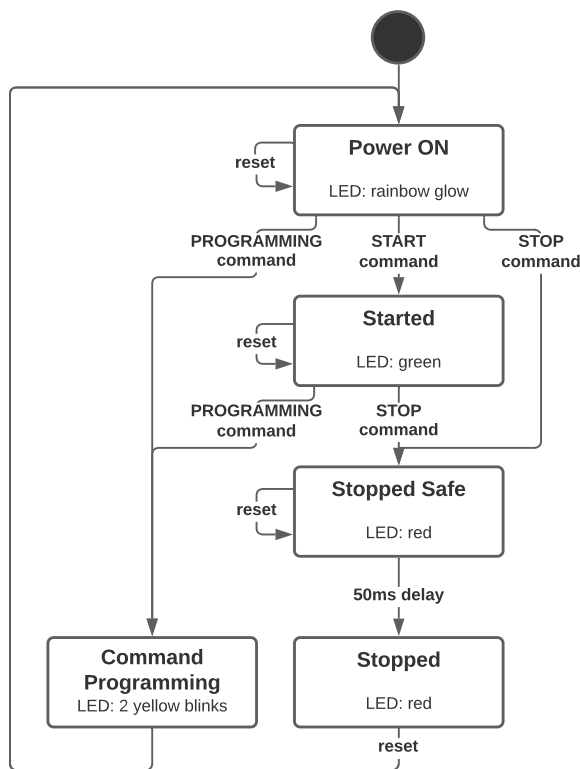 Power ON
reset
LED: rainbow glow
PROGRAMMING
command
START
command
STOP
command
Started
reset
LED: green
PROGRAMMING
command
STOP
command
Stopped Safe
reset
LED: red
50ms delay
Command
Programming
LED: 2 yellow blinks
Stopped
LED: red
reset